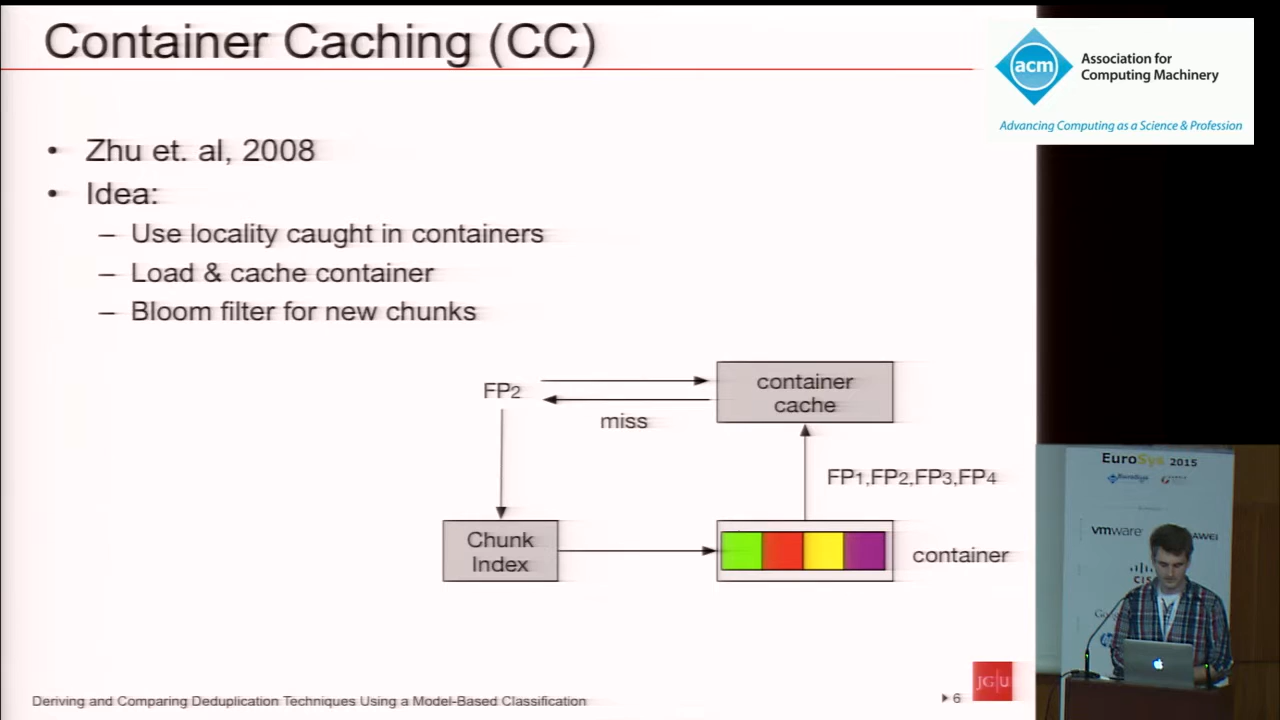 Container Caching (CC)
acm
Association for
Computing Machinery
Advancing Computing as a Science & Profession
• Zhu et. al, 2008
• Idea:
– Use locality caught in containers
– Load & cache container
– Bloom filter for new chunks
FP2
miss
container
cache
FP1,FP2,FP3,FP4
Chunk
Index
container
EuroSys 2015
vmware
Deriving and Comparing Deduplication Techniques Using a Model-Based Classification
6
JG|U